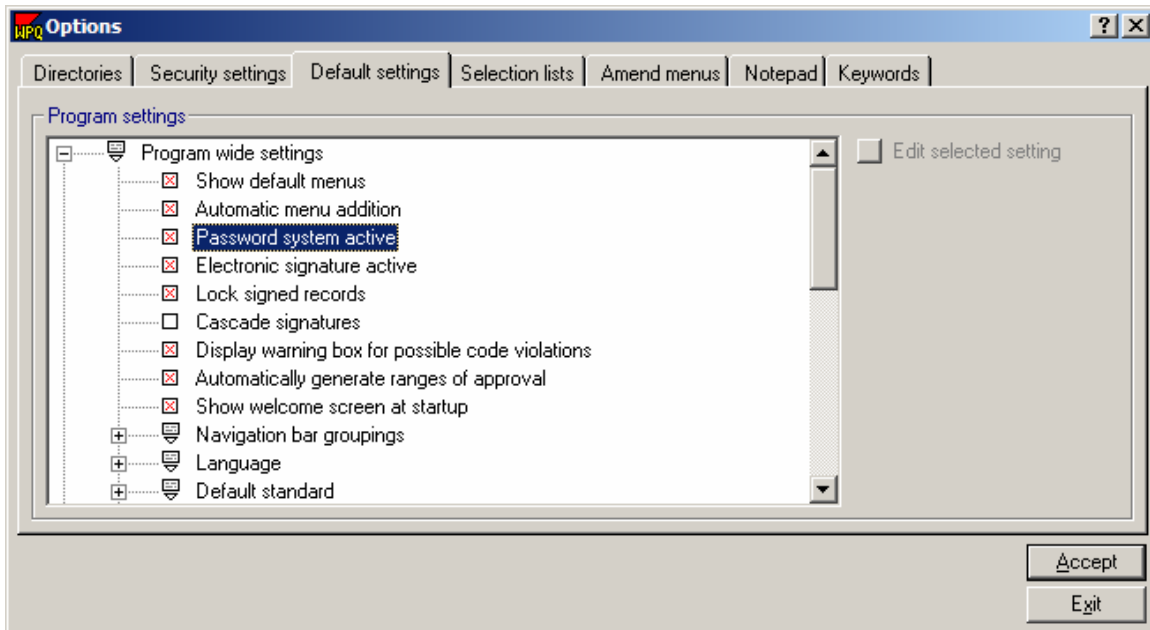 WPQ Options
Directories Security settings Default settings Selection lists Amend menus Notepad Keywords
Program settings
Program wide settings
Edit selected setting
Show default menus
Automatic menu addition
Password system active
Electronic signature active
Lock signed records
Cascade signatures
Display warning box for possible code violations
Automatically generate ranges of approval
Show welcome screen at startup
Navigation bar groupings
Language
Default standard
Accept
Exit